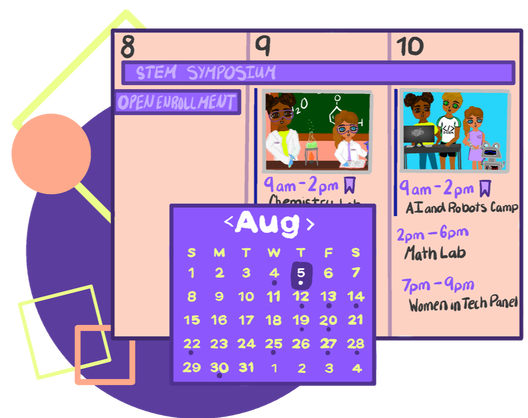 8 9 10
STEM SYMPOSIUM
OPEN ENROLLMENT
9am-2pm
Chemistry Lab
9am-2pm
AI and Robots Camp
2pm-6pm
Math Lab
7pm-9pm
Women in Tech Panel
<Aug>
S M T W T F S
1 2 3 4 5 6 7
8 9 10 11 12 13 14
15 16 17 18 19 20 21
22 23 24 25 26 27 28
29 30 31 1 2 3 4